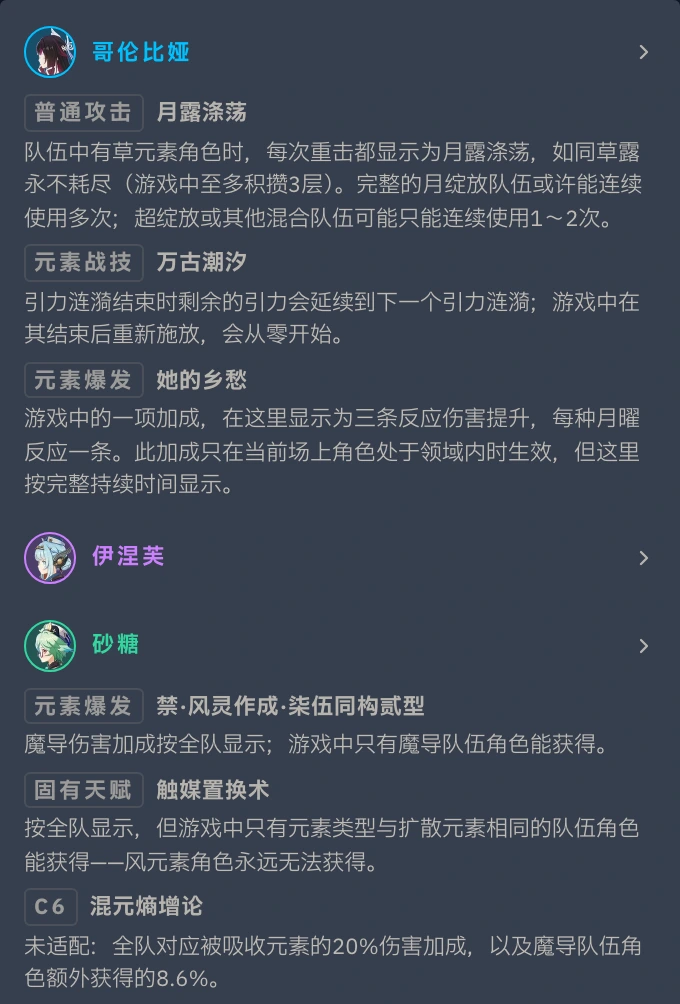 哥伦比娅
普通攻击 月露涤荡
队伍中有草元素角色时，每次重击都显示为月露涤荡，如同草露
永不耗尽（游戏中至多积攒3层）。完整的月绽放队伍或许能连续
使用多次；超绽放或其他混合队伍可能只能连续使用1～2次。
元素战技 万古潮汐
引力涟漪结束时剩余的引力会延续到下一个引力涟漪；游戏中在
其结束后重新施放，会从零开始。
元素爆发 她的乡愁
游戏中的一项加成，在这里显示为三条反应伤害提升，每种月曜
反应一条。此加成只在当前场上角色处于领域内时生效，但这里
按完整持续时间显示。
伊涅芙
砂糖
元素爆发 禁·风灵作成·柒伍同构贰型
魔导伤害加成按全队显示；游戏中只有魔导队伍角色能获得。
固有天赋 触媒置换术
按全队显示，但游戏中只有元素类型与扩散元素相同的队伍角色
能获得——风元素角色永远无法获得。
C6 混元熵增论
未适配：全队对应被吸收元素的20%伤害加成，以及魔导队伍角
色额外获得的8.6%。